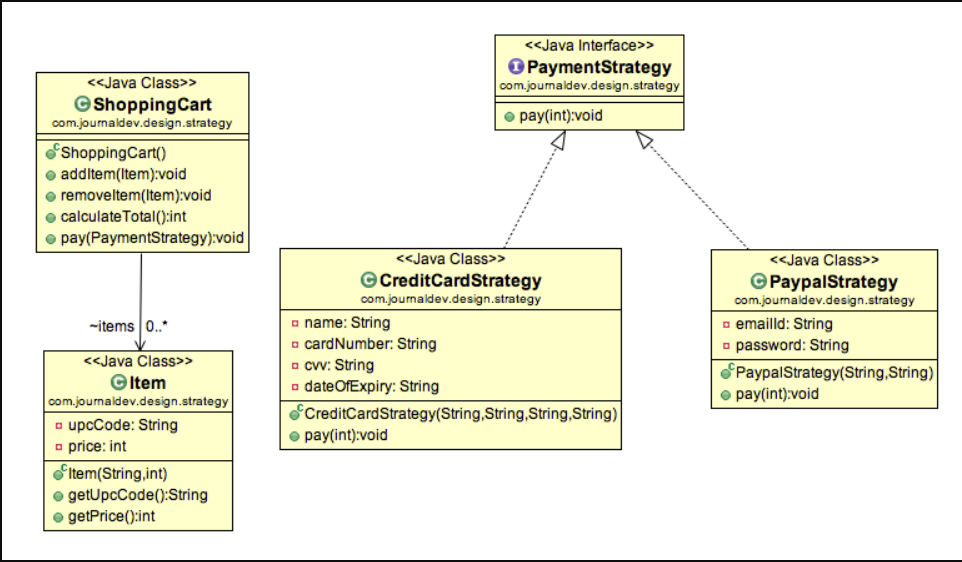 <<Java Class>>
ShoppingCart
com.journaldev.design.strategy
ShoppingCart()
addItem(Item):void
removeItem(Item):void
calculateTotal():int
pay(PaymentStrategy):void
~items 0..*
<<Java Class>>
Item
com.journaldev.design.strategy
upcCode: String
price: int
Item(String,int)
getUpcCode():String
getPrice():int
<<Java Interface>>
PaymentStrategy
com.journaldev.design.strategy
pay(int):void
<<Java Class>>
CreditCardStrategy
com.journaldev.design.strategy
name: String
cardNumber: String
cvv: String
dateOfExpiry: String
CreditCardStrategy(String,String,String,String)
pay(int):void
<<Java Class>>
PaypalStrategy
com.journaldev.design.strategy
emailId: String
password: String
PaypalStrategy(String,String)
pay(int):void